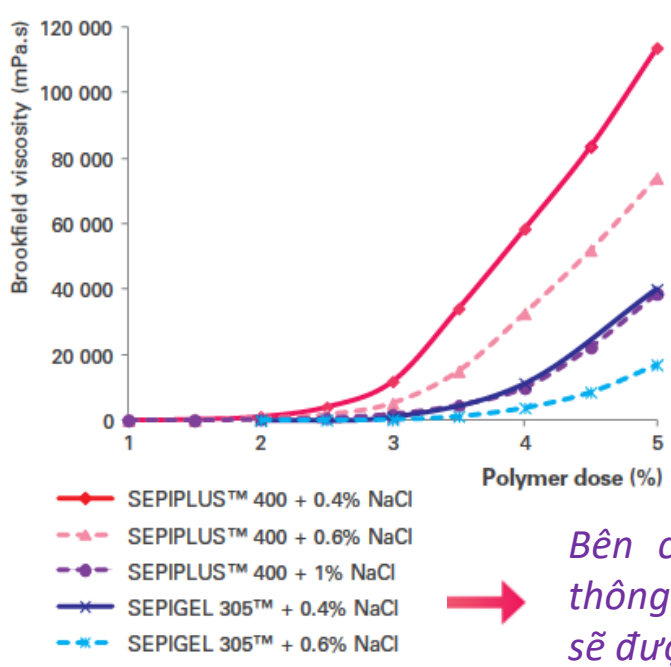 Brookfield viscosity (mPa.s)
120 000
100 000
80 000
60 000
40 000
20 000
0
1 2 3 4 5
Polymer dose (%)
SEPIPLUS™ 400 + 0.4% NaCl
SEPIPLUS™ 400 + 0.6% NaCl
SEPIPLUS™ 400 + 1% NaCl
SEPIGEL 305™ + 0.4% NaCl
SEPIGEL 305™ + 0.6% NaCl
Bên
thông
sẽ